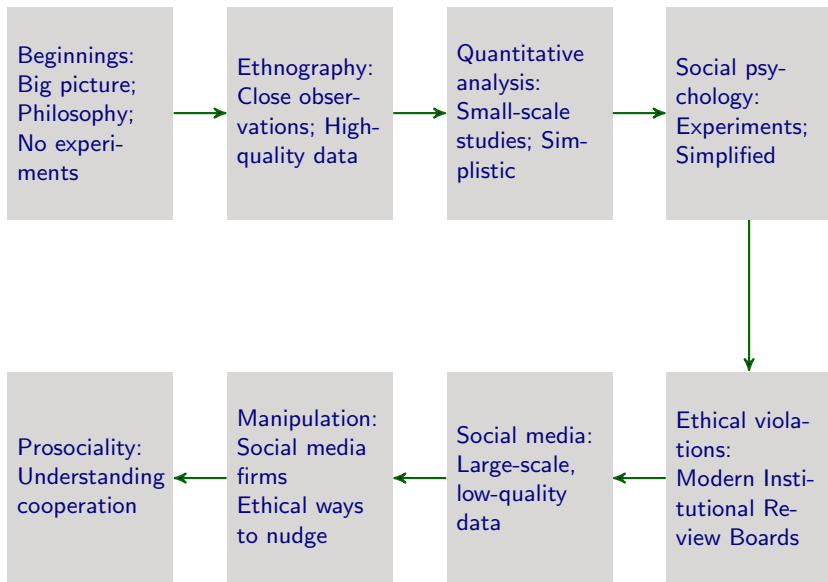 Beginnings:
Big picture;
Philosophy;
No experi-
ments
Ethnography:
Close obser-
vations; High-
quality data
Quantitative
analysis:
Small-scale
studies; Sim-
plistic
Social psy-
chology:
Experiments;
Simplified
Ethical viola-
tions:
Modern Insti-
tutional Re-
view Boards
Social media:
Large-scale,
low-quality
data
Manipulation:
Social media
firms
Ethical ways
to nudge
Prosociality:
Understanding
cooperation